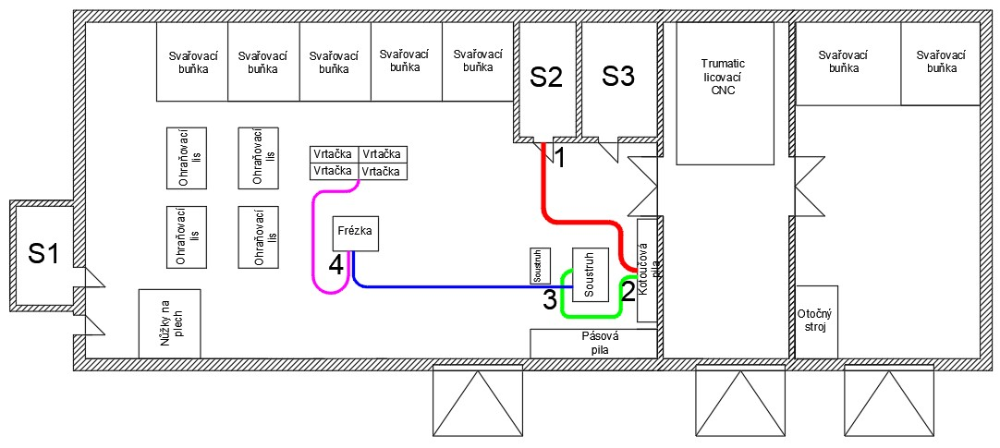 Svařovací
buňka
Svařovací
buňka
Svařovací
buňka
Svařovací
buňka
Svařovací
buňka
S2
S3
Trumatic
licovací
CNC
Svařovací
buňka
Svařovací
buňka
Ohraňovací
lis
Ohraňovací
lis
Vrtačka
Vrtačka
Vrtačka
Vrtačka
1
S1
Ohraňovací
lis
Ohraňovací
lis
Frézka
4
Soustruh
Soustruh
3
2
Kotoučová
pila
Nůžky na
plech
Pásová
pila
Otočný
stroj